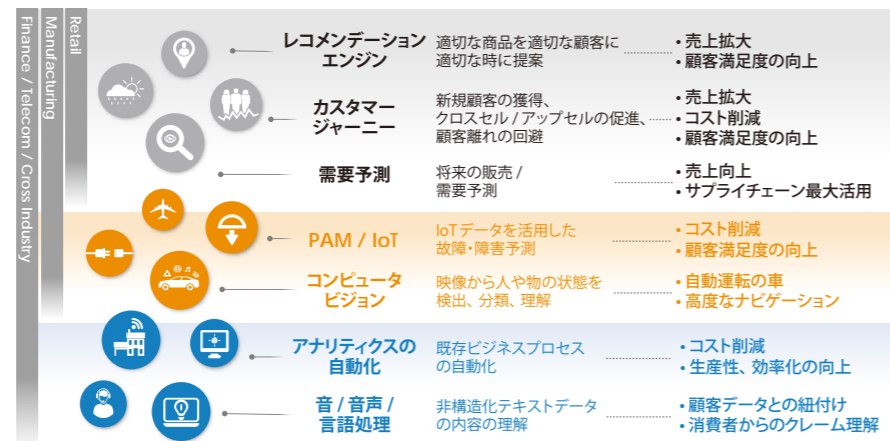 Finance / Telecom / Cross Industry
Manufacturing
Retail
レコメンデーション
エンジン
適切な商品を適切な顧客に
適切な時に提案
• 売上拡大
• 顧客満足度の向上
カスタマー
ジャーニー
新規顧客の獲得、
クロスセル / アップセルの促進、
顧客離れの回避
• 売上拡大
• コスト削減
• 顧客満足度の向上
需要予測
将来の販売 /
需要予測
• 売上向上
• サプライチェーン最大活用
PAM / IoT
IoTデータを活用した
故障・障害予測
• コスト削減
• 顧客満足度の向上
コンピュータ
ビジョン
映像から人や物の状態を
検出、分類、理解
• 自動運転の車
• 高度なナビゲーション
アナリティクスの
自動化
既存ビジネスプロセス
の自動化
• コスト削減
• 生産性、効率化の向上
音 / 音声 /
言語処理
非構造化テキストデータ
の内容の理解
• 顧客データとの紐付け
• 消費者からのクレーム理解